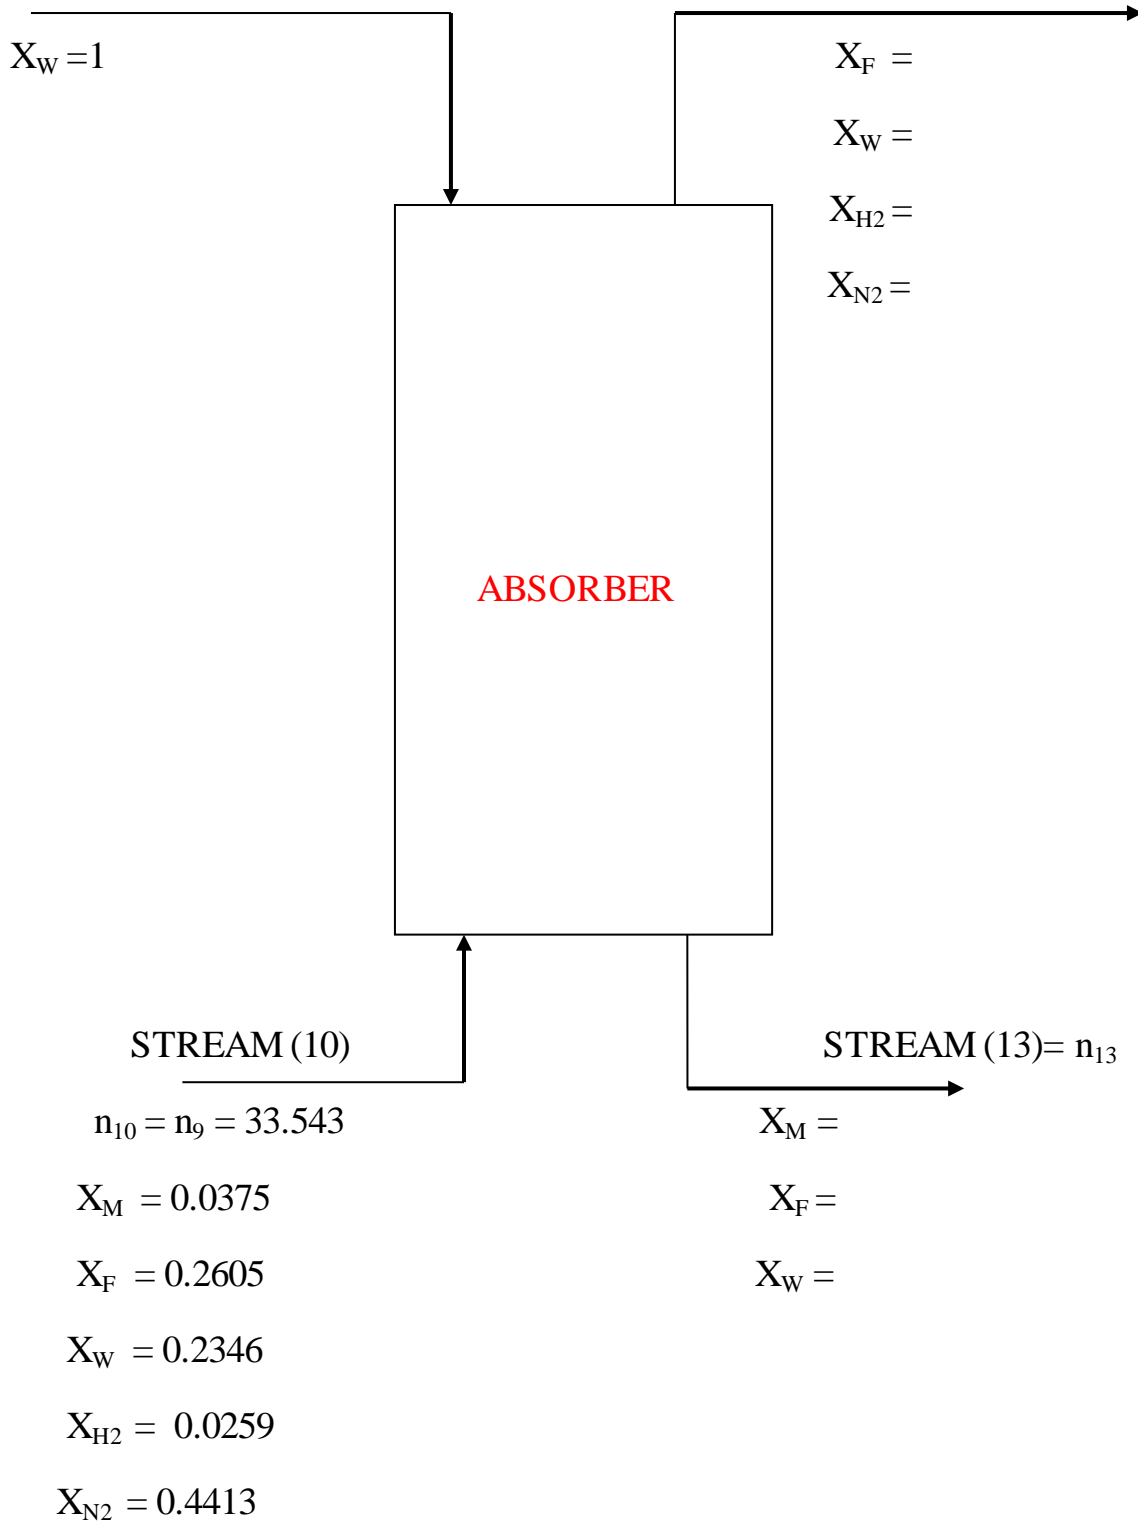 X_W =1
X_F =
X_W =
X_H2 =
X_N2 =
ABSORBER
STREAM (10)
n_10 = n_9 = 33.543
X_M = 0.0375
X_F = 0.2605
X_W = 0.2346
X_H2 = 0.0259
X_N2 = 0.4413
STREAM (13)= n_13
X_M =
X_F =
X_W =